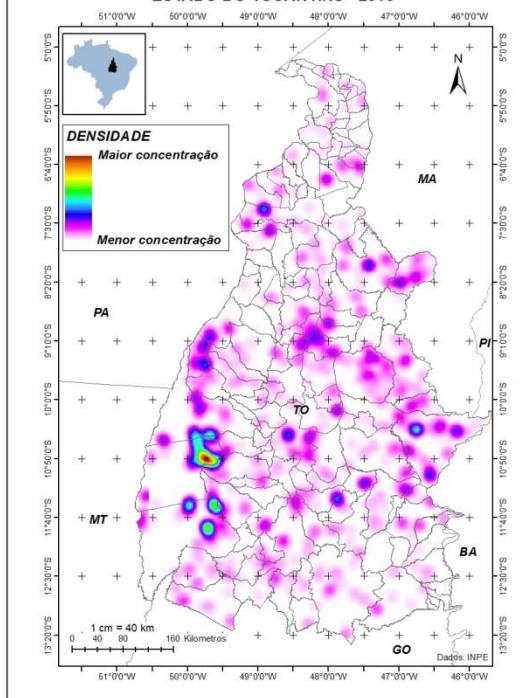 51°0'0"S 50°0'0"S 49°0'0"S 48°0'0"S 47°0'0"S 46°0'0"S
5°0'0"S
5°50'0"S
6°40'0"S
7°30'0"S
8°20'0"S
9°10'0"S
10°0'0"S
10°50'0"S
11°40'0"S
12°30'0"S
13°20'0"S
N
DENSIDADE
Maior concentração
Menor concentração
MA
PA
PI
TO
MT
BA
GO
1 cm = 40 km
0 40 80 160 Kilometros
Dados: INPE
5°0'0"S
5°50'0"S
6°40'0"S
7°30'0"S
8°20'0"S
9°10'0"S
10°0'0"S
10°50'0"S
11°40'0"S
12°30'0"S
13°20'0"S
51°0'0"S 50°0'0"S 49°0'0"S 48°0'0"S 47°0'0"S 46°0'0"S